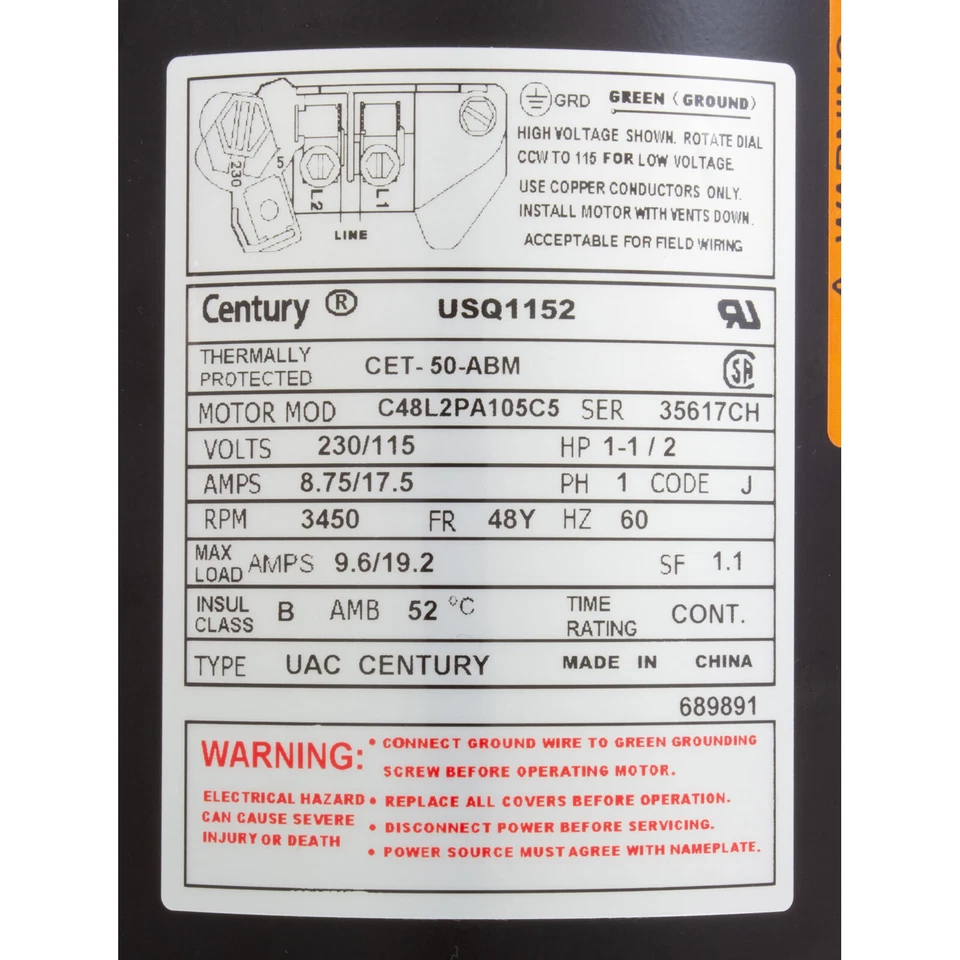 GRD GREEN (GROUND)
HIGH VOLTAGE SHOWN. ROTATE DIAL
CCW TO 115 FOR LOW VOLTAGE.
USE COPPER CONDUCTORS ONLY.
INSTALL MOTOR WITH VENTS DOWN.
ACCEPTABLE FOR FIELD WIRING
5
230
L2 L1
LINE
Century ® USQ1152
THERMALLY
PROTECTED CET-50-ABM
MOTOR MOD C48L2PA105C5 SER 35617CH
VOLTS 230/115 HP 1-1/2
AMPS 8.75/17.5 PH 1 CODE J
RPM 3450 FR 48Y HZ 60
MAX
LOAD AMPS 9.6/19.2 SF 1.1
INSUL
CLASS B AMB 52 °C TIME
RATING CONT.
TYPE UAC CENTURY MADE IN CHINA
689891
WARNING:
ELECTRICAL HAZARD
CAN CAUSE SEVERE
INJURY OR DEATH
• CONNECT GROUND WIRE TO GREEN GROUNDING
SCREW BEFORE OPERATING MOTOR.
• REPLACE ALL COVERS BEFORE OPERATION.
• DISCONNECT POWER BEFORE SERVICING.
• POWER SOURCE MUST AGREE WITH NAMEPLATE.
WARNING